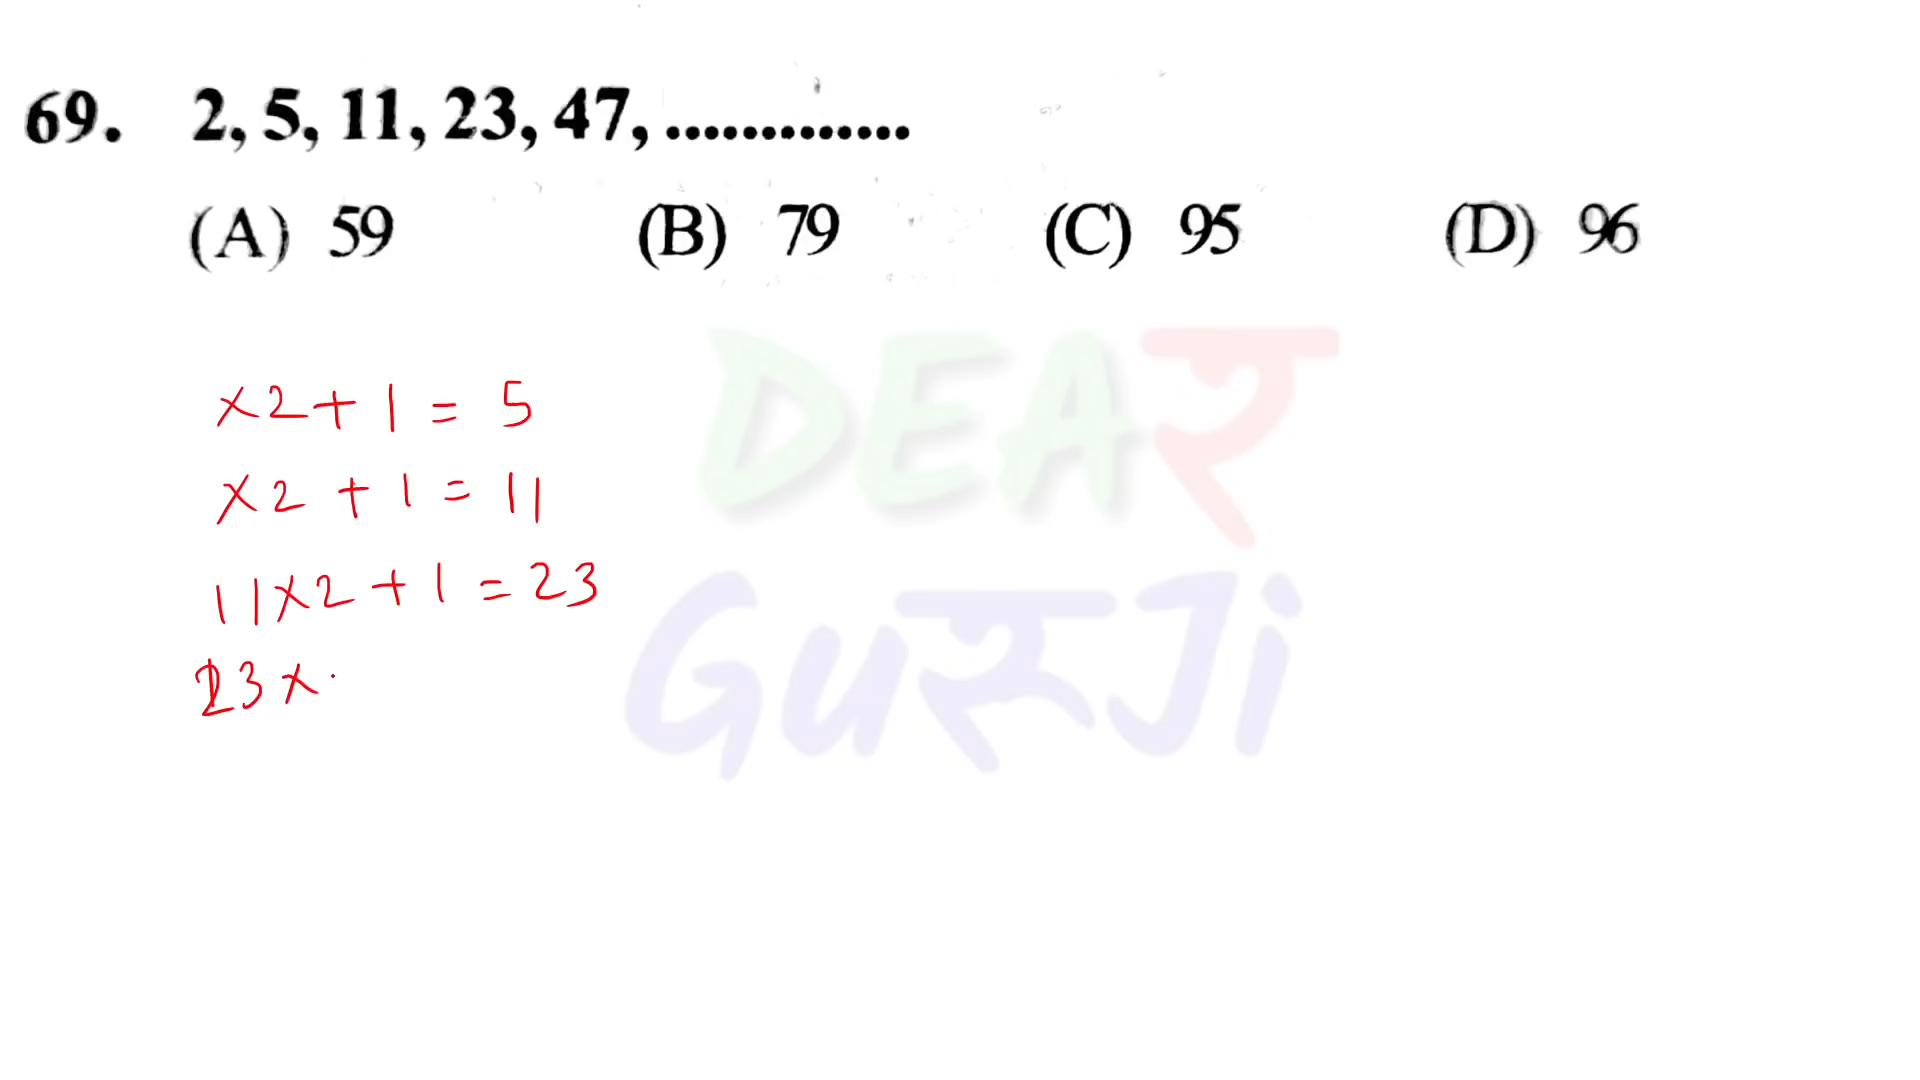 69. 2, 5, 11, 23, 47, .............
(A) 59 (B) 79 (C) 95 (D) 96
DEAर
GuरुJi
×2+1=5
×2+1=11
11×2+1=23
23×